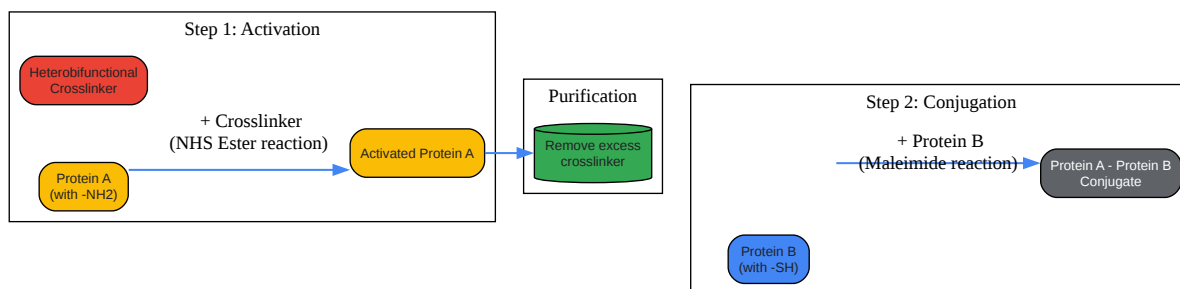 Step 1: Activation
Heterobifunctional
Crosslinker
+ Crosslinker
(NHS Ester reaction)
Protein A
(with -NH2)
Activated Protein A
Purification
Remove excess
crosslinker
Step 2: Conjugation
+ Protein B
(Maleimide reaction)
Protein A - Protein B
Conjugate
Protein B
(with -SH)